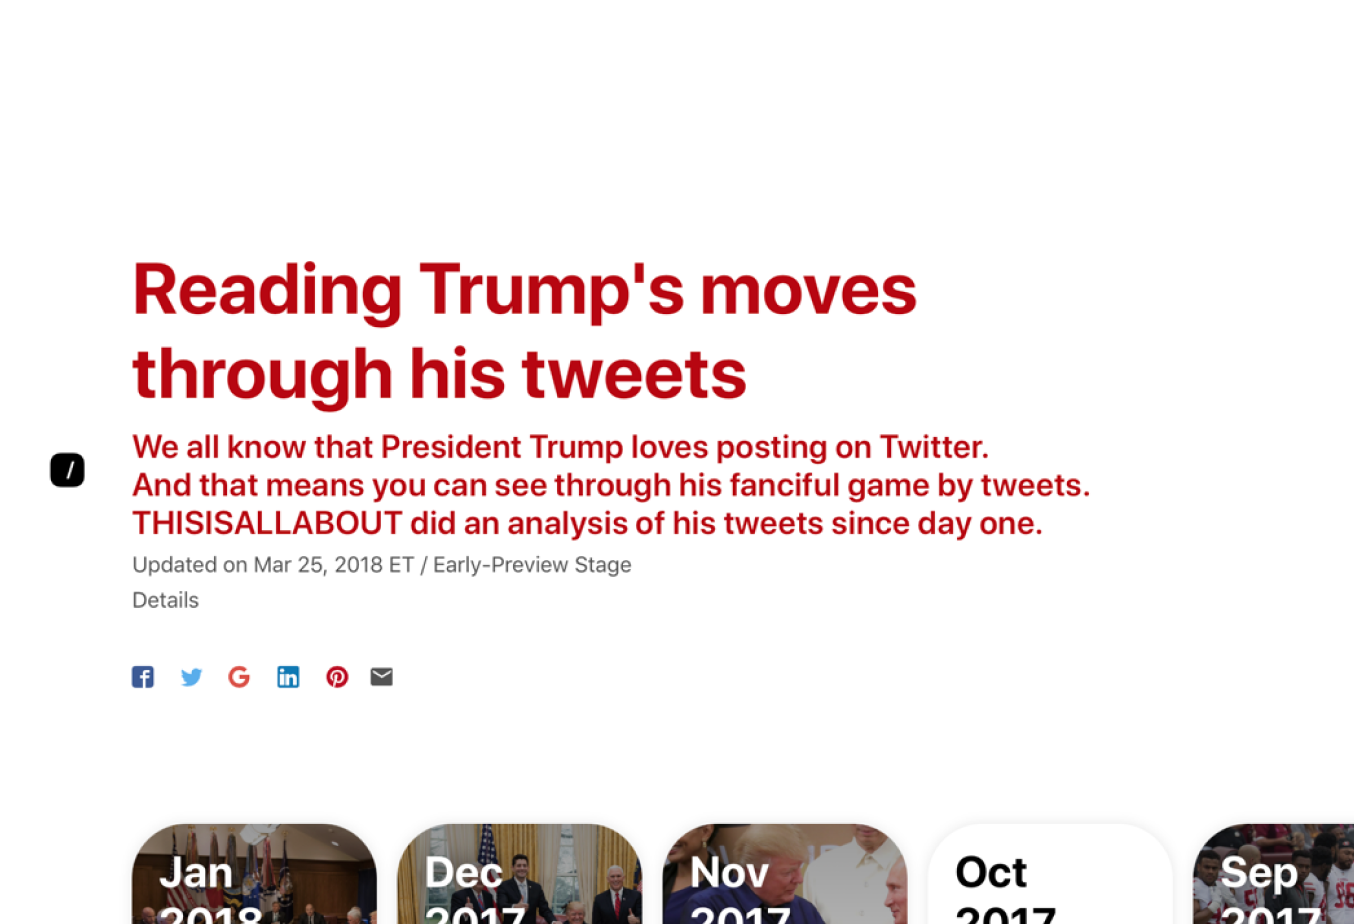 Reading Trump's moves
through his tweets
We all know that President Trump loves posting on Twitter.
And that means you can see through his fanciful game by tweets.
THISISALLABOUT did an analysis of his tweets since day one.
/
Updated on Mar 25, 2018 ET / Early-Preview Stage
Details
Jan
2018
Dec
2017
Nov
2017
Oct
2017
Sep
2017